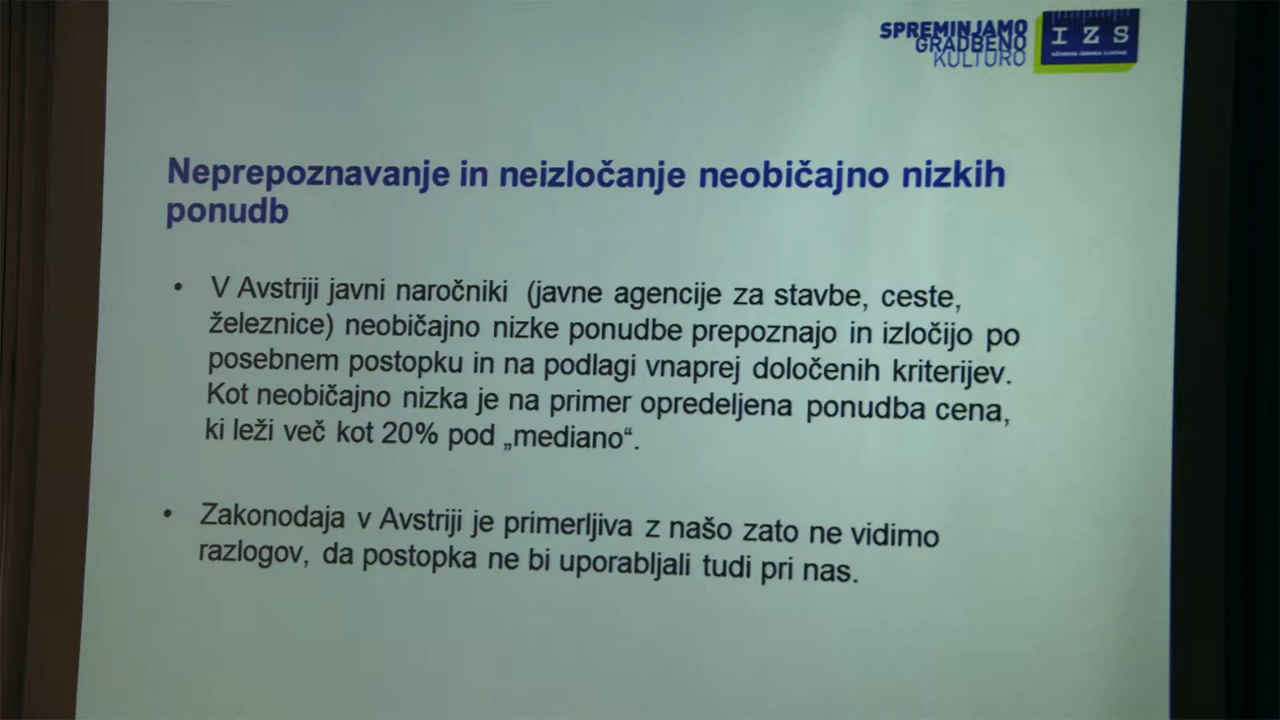 SPREMINJAMO
GRADBENO
KULTURO
I Z S
Neprepoznavanje in neizločanje neobičajno nizkih
ponudb
• V Avstriji javni naročniki (javne agencije za stavbe, ceste,
železnice) neobičajno nizke ponudbe prepoznajo in izločijo po
posebnem postopku in na podlagi vnaprej določenih kriterijev.
Kot neobičajno nizka je na primer opredeljena ponudba cena,
ki leži več kot 20% pod „mediano“.
• Zakonodaja v Avstriji je primerljiva z našo zato ne vidimo
razlogov, da postopka ne bi uporabljali tudi pri nas.